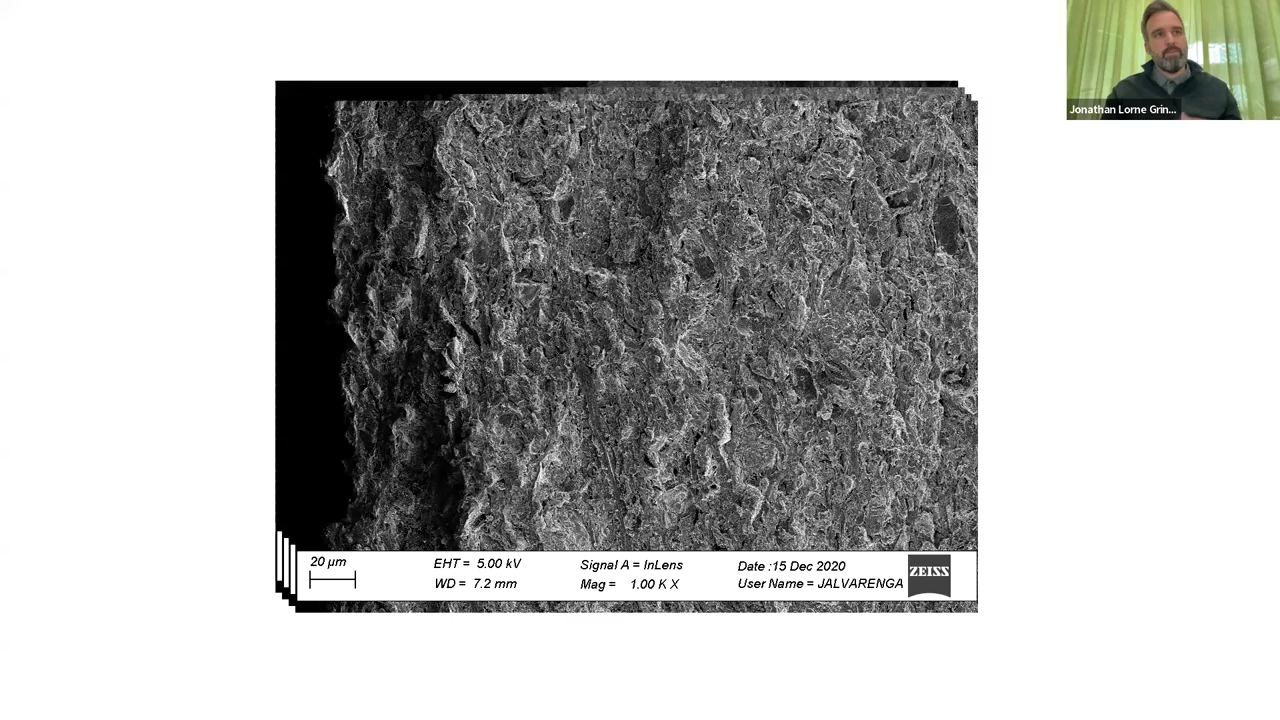 Jonathan Lorne Grin...
20 µm
EHT = 5.00 kV
WD = 7.2 mm
Signal A = InLens
Mag = 1.00 K X
Date :15 Dec 2020
User Name = JALVARENGA
ZEISS